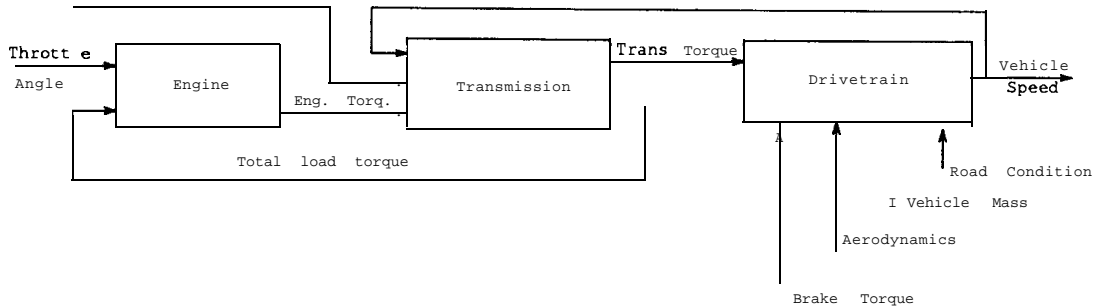 Thrott e
Angle
Engine
Eng. Torq.
Transmission
Trans Torque
Drivetrain
Vehicle
Speed
Total load torque
A
Road Condition
I Vehicle Mass
Aerodynamics
Brake Torque